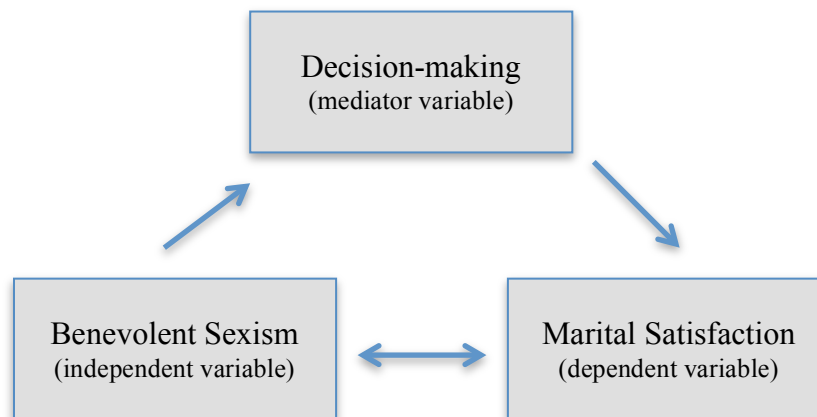 Decision-making
(mediator variable)
Benevolent Sexism
(independent variable)
Marital Satisfaction
(dependent variable)